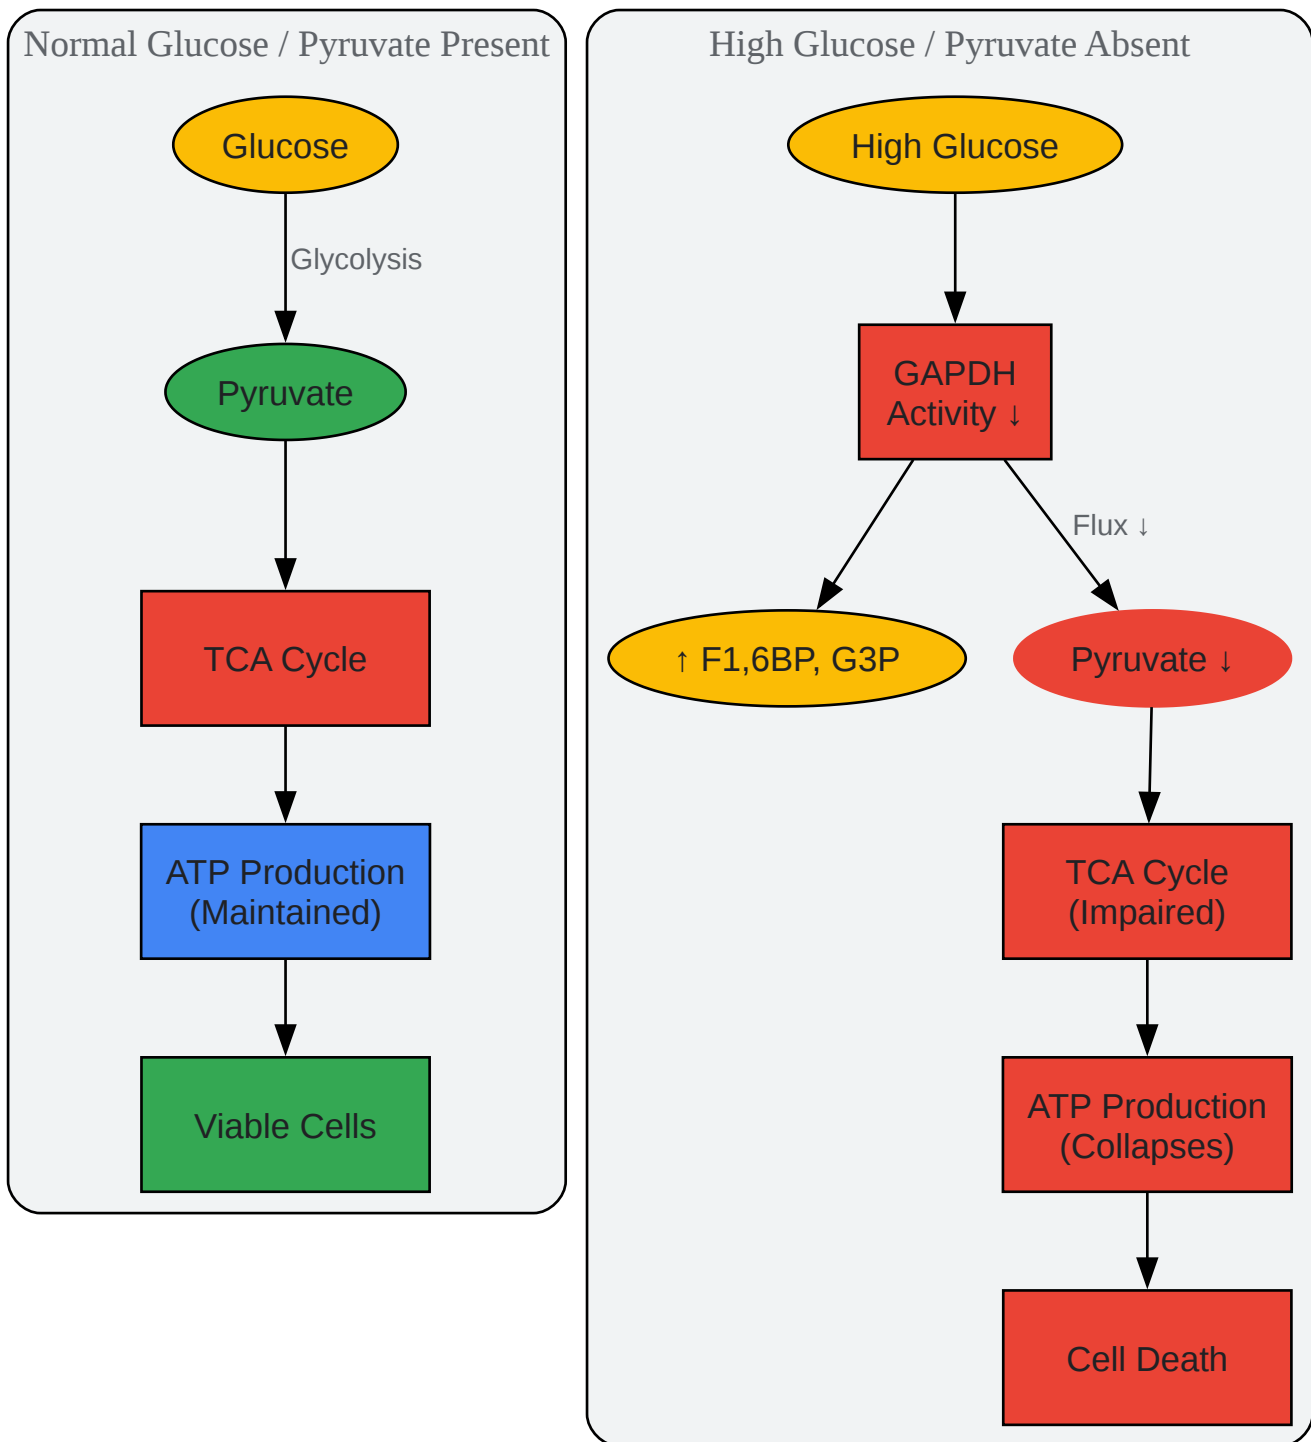 Normal Glucose / Pyruvate Present
Glucose
Glycolysis
Pyruvate
TCA Cycle
ATP Production
(Maintained)
Viable Cells
High Glucose / Pyruvate Absent
High Glucose
GAPDH
Activity ↓
Flux ↓
↑ F1,6BP, G3P
Pyruvate ↓
TCA Cycle
(Impaired)
ATP Production
(Collapses)
Cell Death